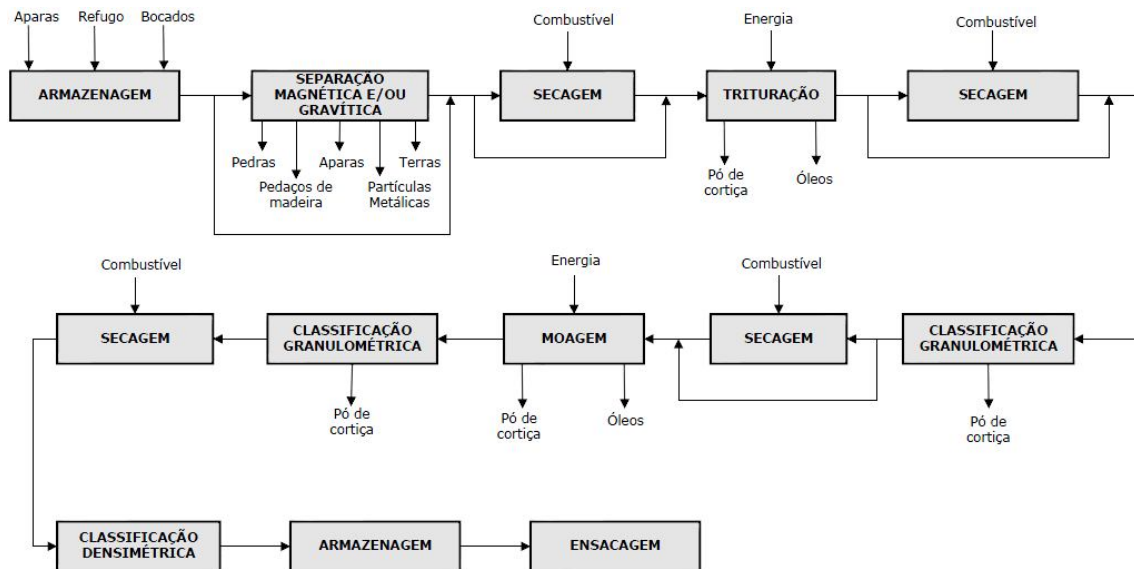 Aparas Refugo Bocados
Combustível
Energia
Combustível
ARMAZENAGEM
SEPARAÇÃO
MAGNÉTICA E/OU
GRAVÍTICA
SECAGEM
TRITURAÇÃO
SECAGEM
Pedras
Pedaços de
madeira
Aparas
Partículas
Metálicas
Terras
Pó de
cortiça
Óleos
Combustível
Energia
Combustível
SECAGEM
CLASSIFICAÇÃO
GRANULOMÉTRICA
MOAGEM
SECAGEM
CLASSIFICAÇÃO
GRANULOMÉTRICA
Pó de
cortiça
Pó de
cortiça
Óleos
Pó de
cortiça
CLASSIFICAÇÃO
DENSIMÉTRICA
ARMAZENAGEM
ENSACAGEM